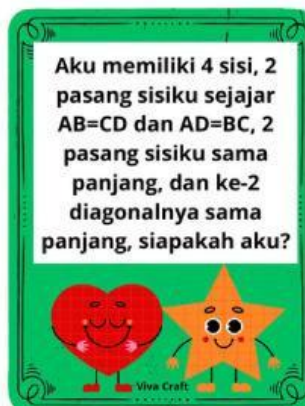 Aku memiliki 4 sisi, 2
pasang sisiku sejajar
AB=CD dan AD=BC, 2
pasang sisiku sama
panjang, dan ke-2
diagonalnya sama
panjang, siapakah aku?
Viva Craft